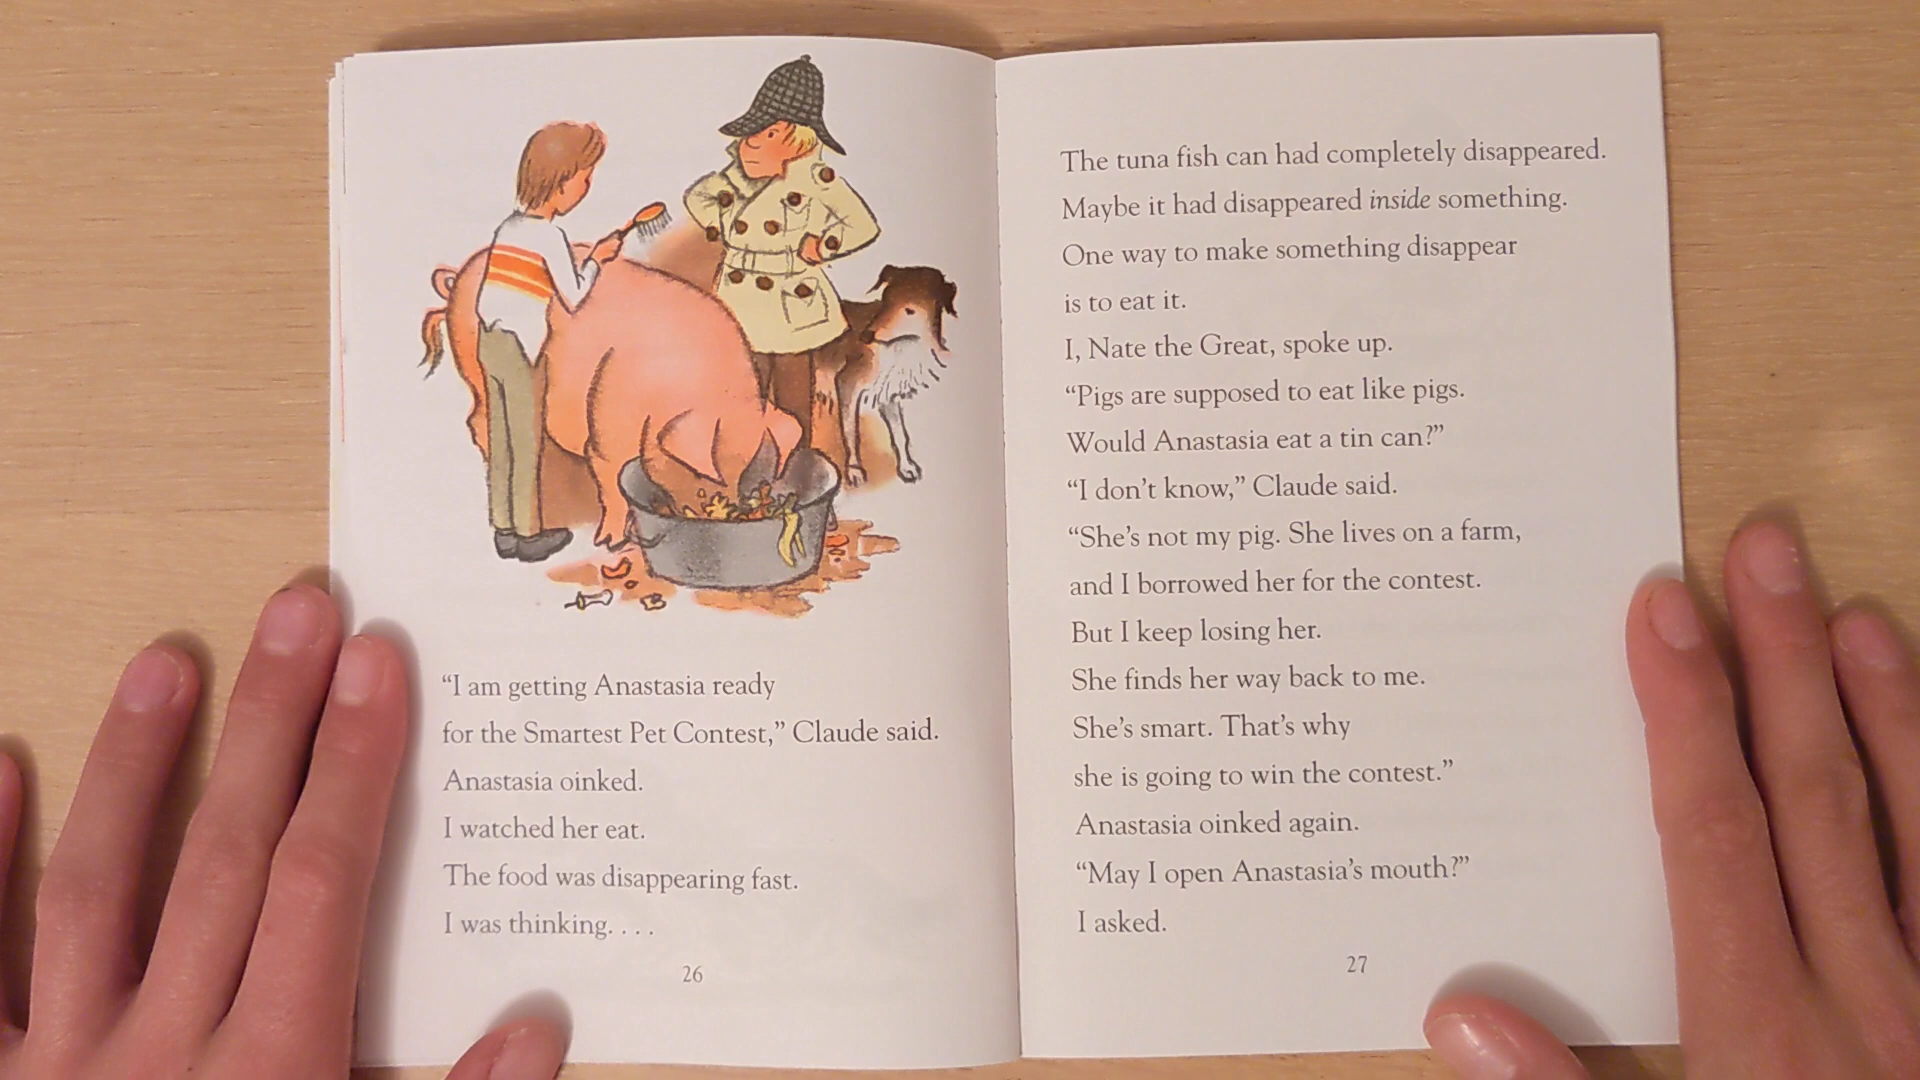 “I am getting Anastasia ready
for the Smartest Pet Contest,” Claude said.
Anastasia oinked.
I watched her eat.
The food was disappearing fast.
I was thinking. . . .
26
The tuna fish can had completely disappeared.
Maybe it had disappeared inside something.
One way to make something disappear
is to eat it.
I, Nate the Great, spoke up.
“Pigs are supposed to eat like pigs.
Would Anastasia eat a tin can?”
“I don’t know,” Claude said.
“She’s not my pig. She lives on a farm,
and I borrowed her for the contest.
But I keep losing her.
She finds her way back to me.
She’s smart. That’s why
she is going to win the contest.”
Anastasia oinked again.
“May I open Anastasia’s mouth?”
I asked.
27